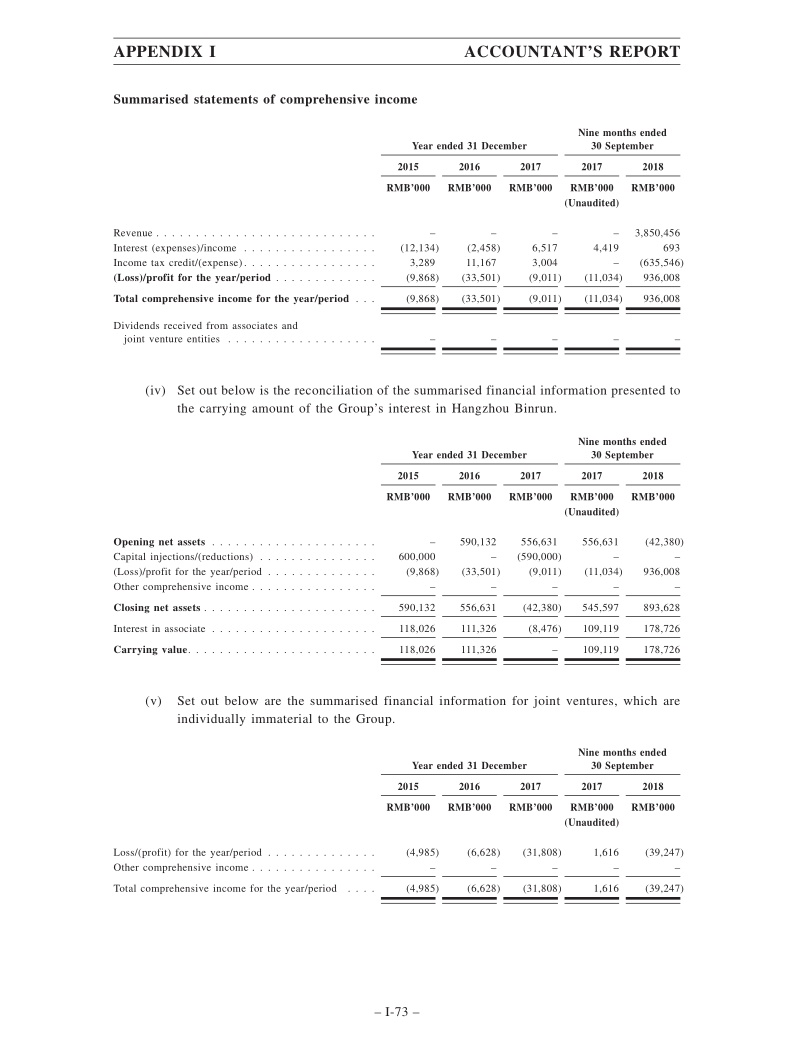 APPENDIX I ACCOUNTANT'S REPORT
Summarised statements of comprehensive income
Nine months ended
Year ended 31 December 30 September
2015 2016 2017 2017 2018
RMB'000 RMB'000 RMB'000 RMB'000 RMB'000
(Unaudited)
Revenue . . . . . . . . . . . . . . . . . . . . . . . . . . . . – – – – 3,850,456
Interest (expenses)/income . . . . . . . . . . . . . . . . . (12,134) (2,458) 6,517 4,419 693
Income tax credit/(expense). . . . . . . . . . . . . . . . . 3,289 11,167 3,004 – (635,546)
(Loss)/profit for the year/period . . . . . . . . . . . . . (9,868) (33,501) (9,011) (11,034) 936,008
Total comprehensive income for the year/period . . . (9,868) (33,501) (9,011) (11,034) 936,008
Dividends received from associates and
joint venture entities . . . . . . . . . . . . . . . . . . . – – – – –
(iv) Set out below is the reconciliation of the summarised financial information presented to
the carrying amount of the Group's interest in Hangzhou Binrun.
Nine months ended
Year ended 31 December 30 September
2015 2016 2017 2017 2018
RMB'000 RMB'000 RMB'000 RMB'000 RMB'000
(Unaudited)
Opening net assets . . . . . . . . . . . . . . . . . . . . . – 590,132 556,631 556,631 (42,380)
Capital injections/(reductions) . . . . . . . . . . . . . . . 600,000 – (590,000) – –
(Loss)/profit for the year/period . . . . . . . . . . . . . . (9,868) (33,501) (9,011) (11,034) 936,008
Other comprehensive income . . . . . . . . . . . . . . . . – – – – –
Closing net assets . . . . . . . . . . . . . . . . . . . . . . 590,132 556,631 (42,380) 545,597 893,628
Interest in associate . . . . . . . . . . . . . . . . . . . . . 118,026 111,326 (8,476) 109,119 178,726
Carrying value. . . . . . . . . . . . . . . . . . . . . . . . 118,026 111,326 – 109,119 178,726
(v) Set out below are the summarised financial information for joint ventures, which are
individually immaterial to the Group.
Nine months ended
Year ended 31 December 30 September
2015 2016 2017 2017 2018
RMB'000 RMB'000 RMB'000 RMB'000 RMB'000
(Unaudited)
Loss/(profit) for the year/period . . . . . . . . . . . . . . (4,985) (6,628) (31,808) 1,616 (39,247)
Other comprehensive income . . . . . . . . . . . . . . . . – – – – –
Total comprehensive income for the year/period . . . . (4,985) (6,628) (31,808) 1,616 (39,247)
– I-73 –